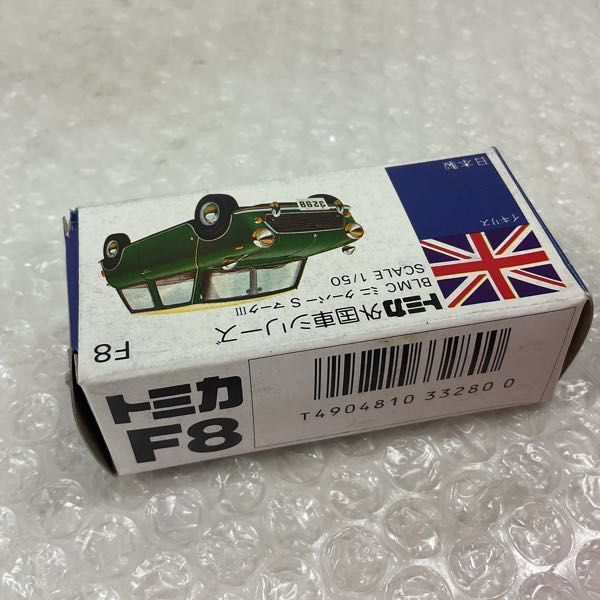 トミカ外国車シリーズ
BLMC ミニ クーパー S マークIII
SCALE 1/50
F8
イギリス
日本製
トミカ
F8
T4904810 33280 0